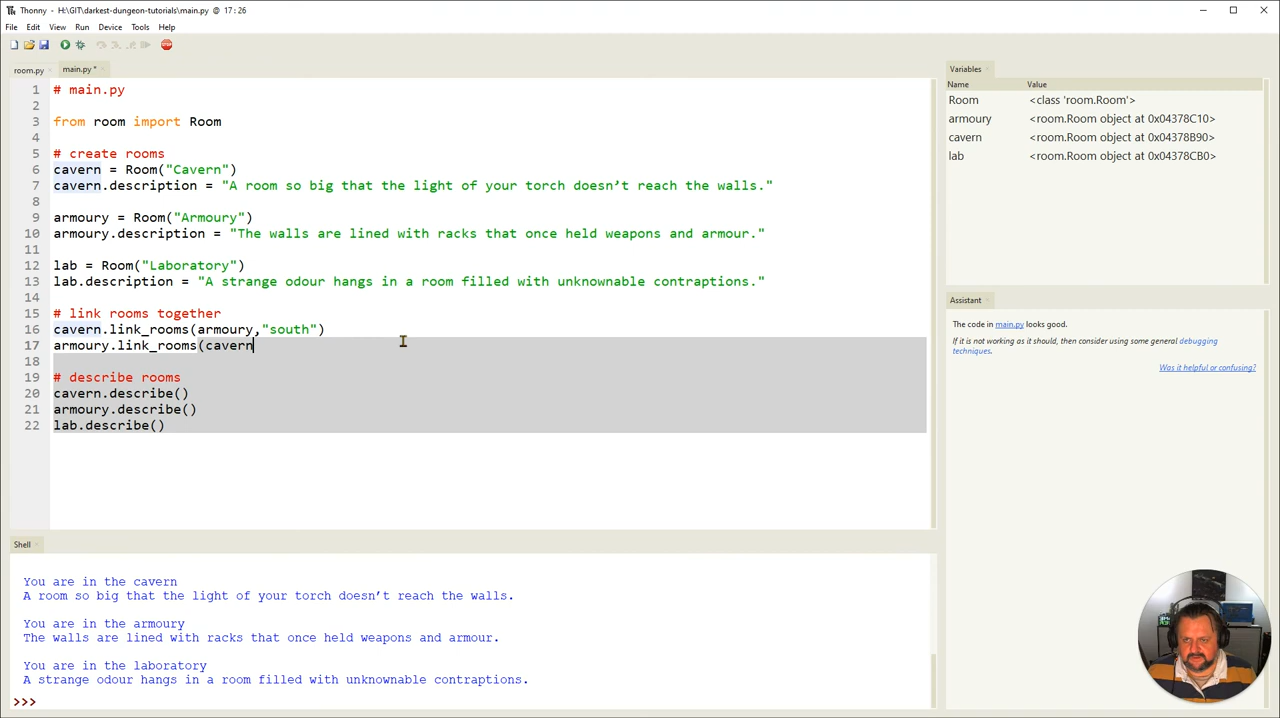 Thonny - H:\GIT\darkest-dungeon-tutorials\main.py @ 17 : 26
File Edit View Run Device Tools Help
room.py main.py *
1 # main.py
2
3 from room import Room
4
5 # create rooms
6 cavern = Room("Cavern")
7 cavern.description = "A room so big that the light of your torch doesn’t reach the walls."
8
9 armoury = Room("Armoury")
10 armoury.description = "The walls are lined with racks that once held weapons and armour."
11
12 lab = Room("Laboratory")
13 lab.description = "A strange odour hangs in a room filled with unknownable contraptions."
14
15 # link rooms together
16 cavern.link_rooms(armoury,"south")
17 armoury.link_rooms(cavern
18
19 # describe rooms
20 cavern.describe()
21 armoury.describe()
22 lab.describe()
Shell
You are in the cavern
A room so big that the light of your torch doesn’t reach the walls.
You are in the armoury
The walls are lined with racks that once held weapons and armour.
You are in the laboratory
A strange odour hangs in a room filled with unknownable contraptions.
>>>
Variables
Name Value
Room <class 'room.Room'>
armoury <room.Room object at 0x04378C10>
cavern <room.Room object at 0x04378B90>
lab <room.Room object at 0x04378CB0>
Assistant
The code in main.py looks good.
If it is not working as it should, then consider using some general debugging
techniques.
Was it helpful or confusing?